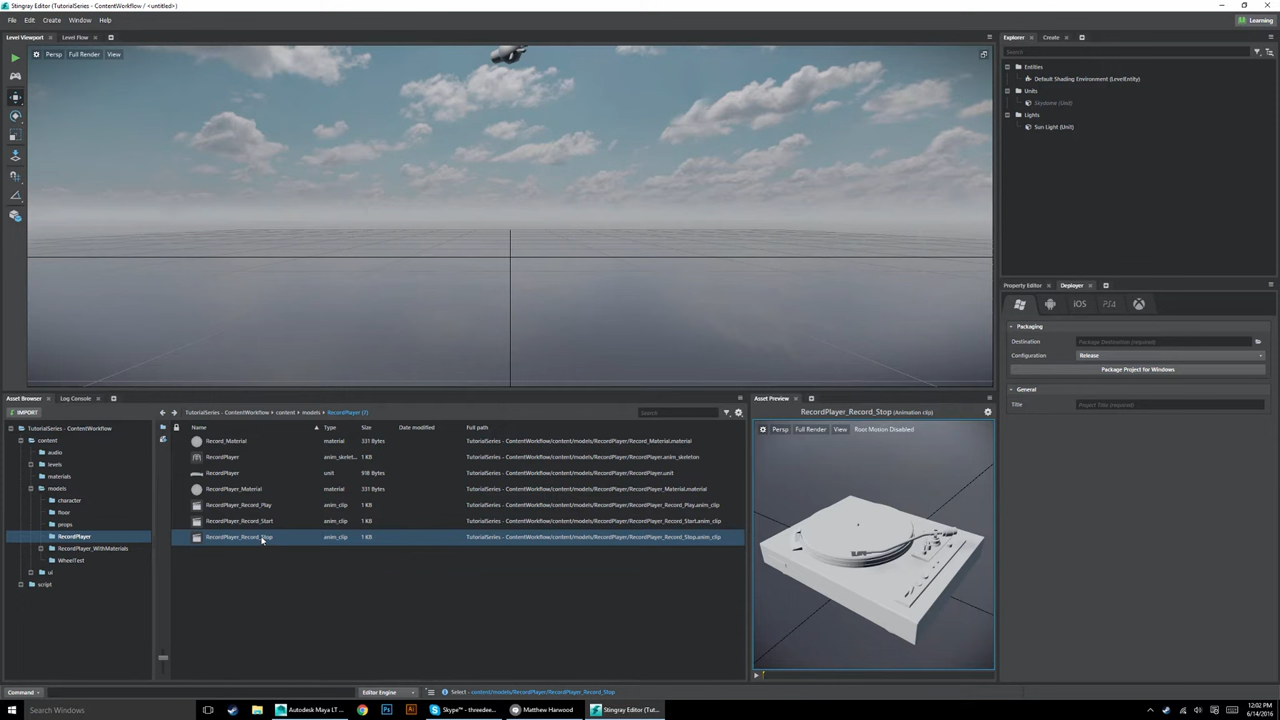 Stingray Editor (TutorialSeries - ContentWorkflow / <untitled>)
File Edit Create Window Help
Learning
Level Viewport Level Flow
Persp Full Render View
Explorer Create
Search
Entities
Default Shading Environment (LevelEntity)
Units
Skydome (Unit)
Lights
Sun Light (Unit)
Property Editor Deployer
iOS PS4
Packaging
Destination Package Destination (required)
Configuration Release
Package Project for Windows
General
Title Project Title (required)
Asset Browser Log Console
IMPORT
TutorialSeries - ContentWorkflow
content
audio
levels
materials
models
character
floor
props
RecordPlayer
RecordPlayer_WithMaterials
WheelTest
ui
script
TutorialSeries - ContentWorkflow content models RecordPlayer (7)
Search
Name Type Size Date modified Full path
Record_Material material 331 Bytes TutorialSeries - ContentWorkflow/content/models/RecordPlayer/Record_Material.material
RecordPlayer anim_skelet... 1 KB TutorialSeries - ContentWorkflow/content/models/RecordPlayer/RecordPlayer.anim_skeleton
RecordPlayer unit 918 Bytes TutorialSeries - ContentWorkflow/content/models/RecordPlayer/RecordPlayer.unit
RecordPlayer_Material material 331 Bytes TutorialSeries - ContentWorkflow/content/models/RecordPlayer/RecordPlayer_Material.material
RecordPlayer_Record_Play anim_clip 1 KB TutorialSeries - ContentWorkflow/content/models/RecordPlayer/RecordPlayer_Record_Play.anim_clip
RecordPlayer_Record_Start anim_clip 1 KB TutorialSeries - ContentWorkflow/content/models/RecordPlayer/RecordPlayer_Record_Start.anim_clip
RecordPlayer_Record_Stop anim_clip 1 KB TutorialSeries - ContentWorkflow/content/models/RecordPlayer/RecordPlayer_Record_Stop.anim_clip
Asset Preview
RecordPlayer_Record_Stop (Animation clip)
Persp Full Render View Root Motion Disabled
Command
Editor Engine
Select - content/models/RecordPlayer/RecordPlayer_Record_Stop
Search Windows
Autodesk Maya LT ...
Skype™ - threedee...
Matthew Harwood
Stingray Editor (Tut...
12:02 PM
6/14/2016